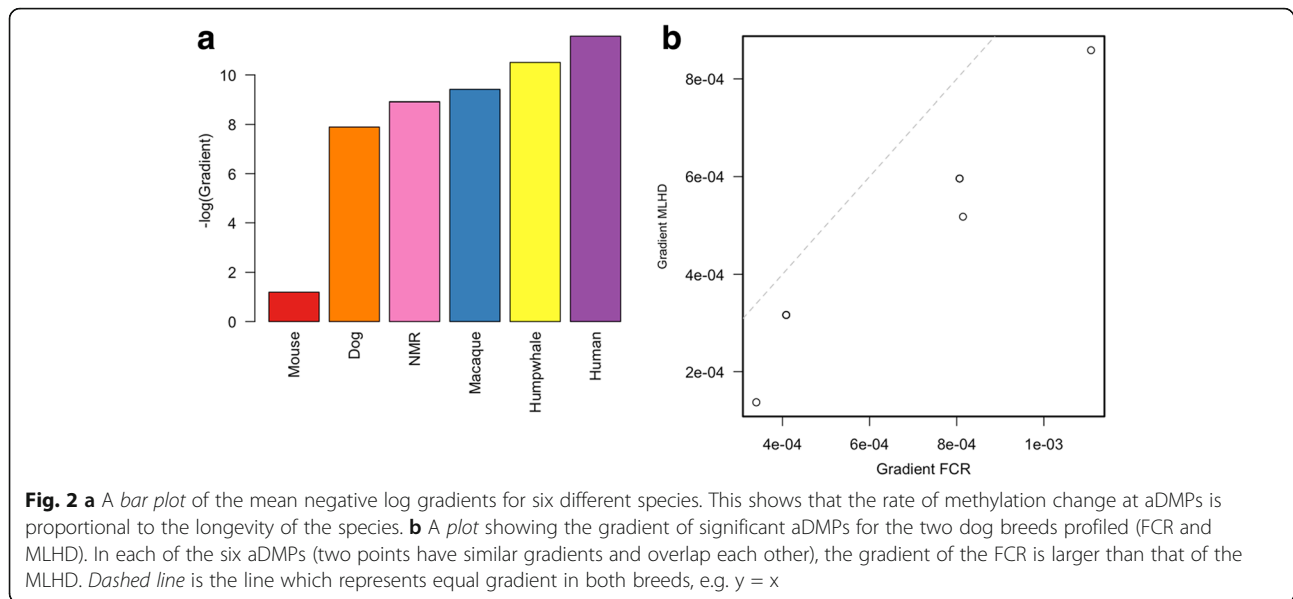 a
-log(Gradient)
10
8
6
4
2
0
Mouse
Dog
NMR
Macaque
Humpwhale
Human
b
Gradient MLHD
8e-04
6e-04
4e-04
2e-04
4e-04
6e-04
8e-04
1e-03
Gradient FCR
Fig. 2 a A bar plot of the mean negative log gradients for six different species. This shows that the rate of methylation change at aDMPs is
proportional to the longevity of the species. b A plot showing the gradient of significant aDMPs for the two dog breeds profiled (FCR and
MLHD). In each of the six aDMPs (two points have similar gradients and overlap each other), the gradient of the FCR is larger than that of the
MLHD. Dashed line is the line which represents equal gradient in both breeds, e.g. y = x